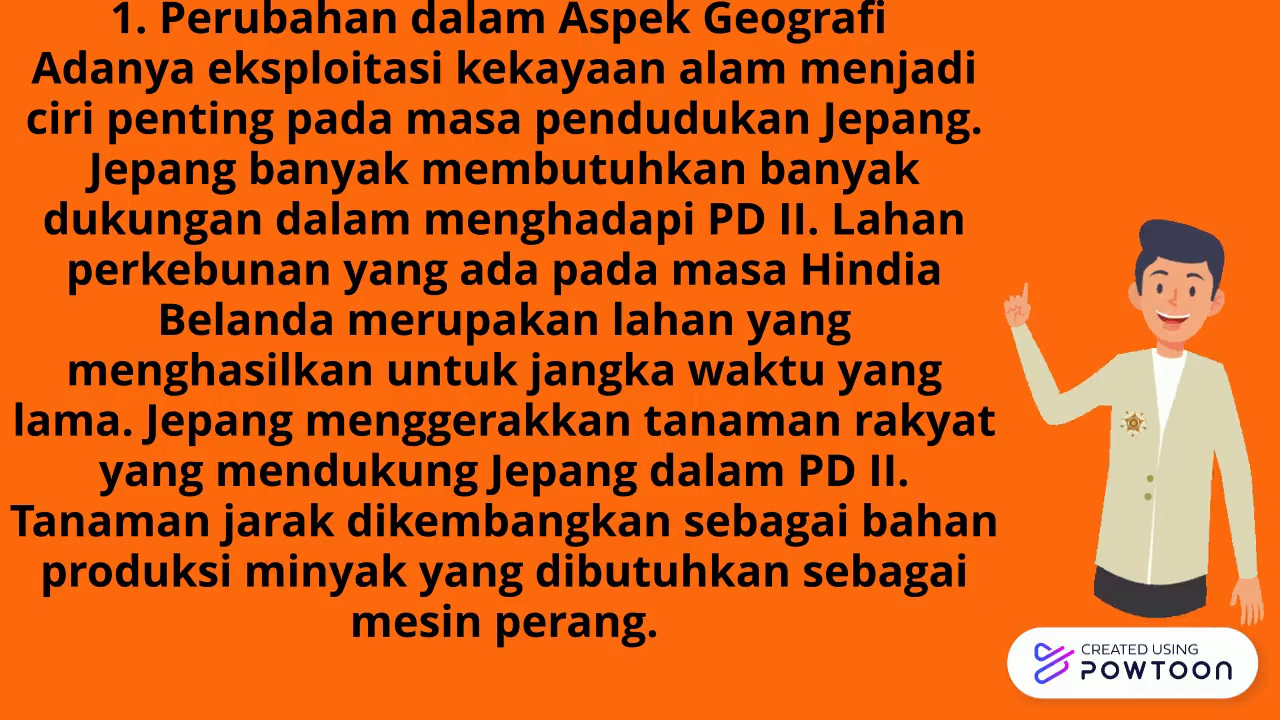 1. Perubahan dalam Aspek Geografi
Adanya eksploitasi kekayaan alam menjadi
ciri penting pada masa pendudukan Jepang.
Jepang banyak membutuhkan banyak
dukungan dalam menghadapi PD II. Lahan
perkebunan yang ada pada masa Hindia
Belanda merupakan lahan yang
menghasilkan untuk jangka waktu yang
lama. Jepang menggerakkan tanaman rakyat
yang mendukung Jepang dalam PD II.
Tanaman jarak dikembangkan sebagai bahan
produksi minyak yang dibutuhkan sebagai
mesin perang.
CREATED USING
POWTOON